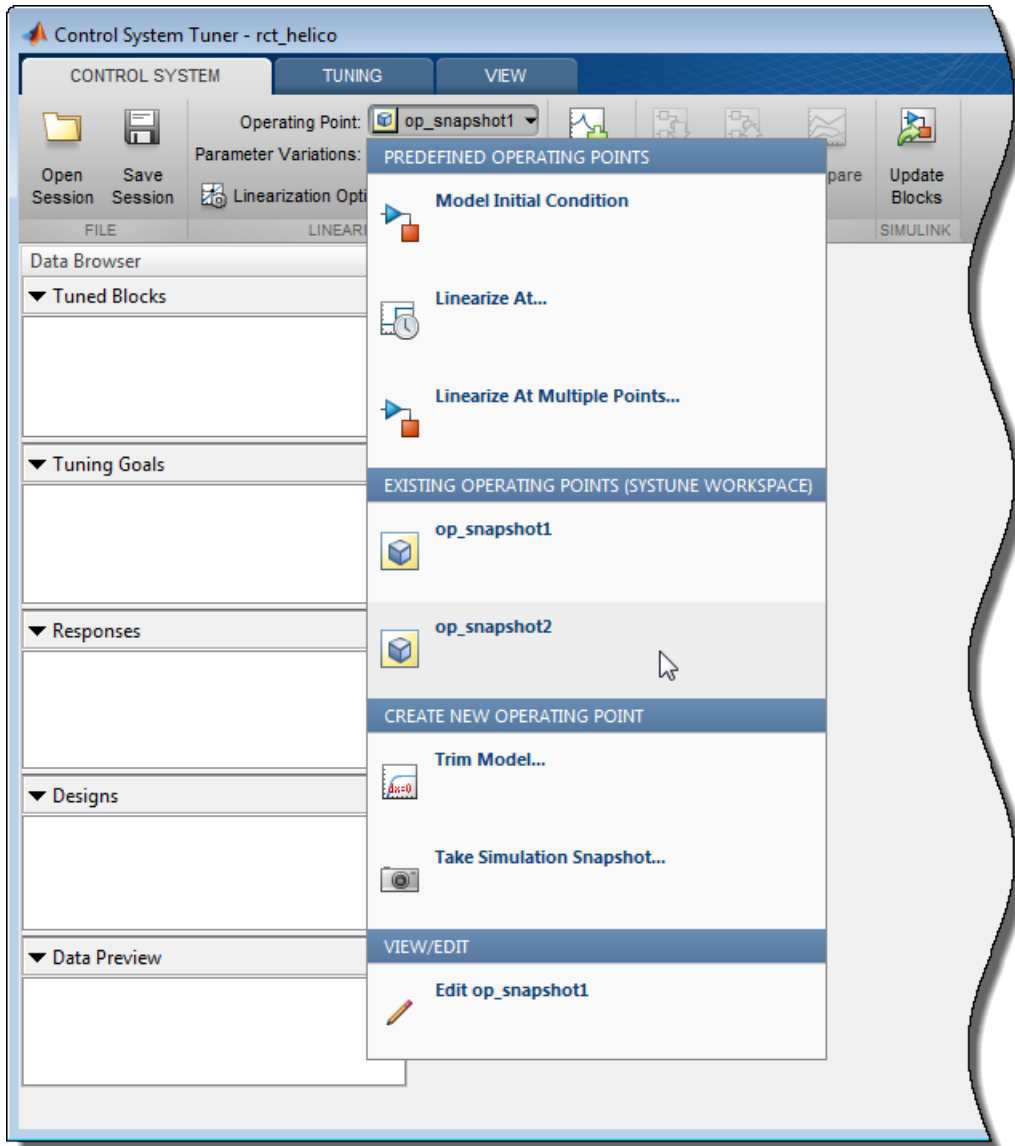 Control System Tuner - rct_helico
CONTROL SYSTEM TUNING VIEW
Operating Point: op_snapshot1
Parameter Variations:
Linearization Opti
Open Session
Save Session
pare
Update Blocks
FILE LINEARI SIMULINK
PREDEFINED OPERATING POINTS
Model Initial Condition
Linearize At...
Linearize At Multiple Points...
EXISTING OPERATING POINTS (SYSTUNE WORKSPACE)
op_snapshot1
op_snapshot2
CREATE NEW OPERATING POINT
dx=0
Trim Model...
Take Simulation Snapshot...
VIEW/EDIT
Edit op_snapshot1
Data Browser
Tuned Blocks
Tuning Goals
Responses
Designs
Data Preview